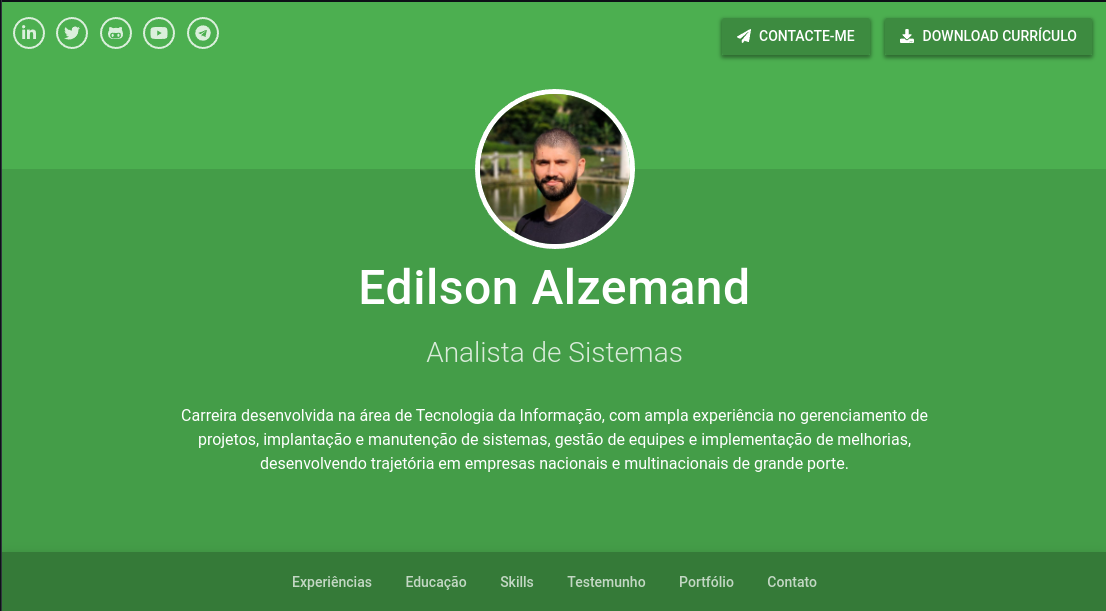 CONTACTE-ME
DOWNLOAD CURRÍCULO
Edilson Alzemand
Analista de Sistemas
Carreira desenvolvida na área de Tecnologia da Informação, com ampla experiência no gerenciamento de
projetos, implantação e manutenção de sistemas, gestão de equipes e implementação de melhorias,
desenvolvendo trajetória em empresas nacionais e multinacionais de grande porte.
Experiências Educação Skills Testemunho Portfólio Contato